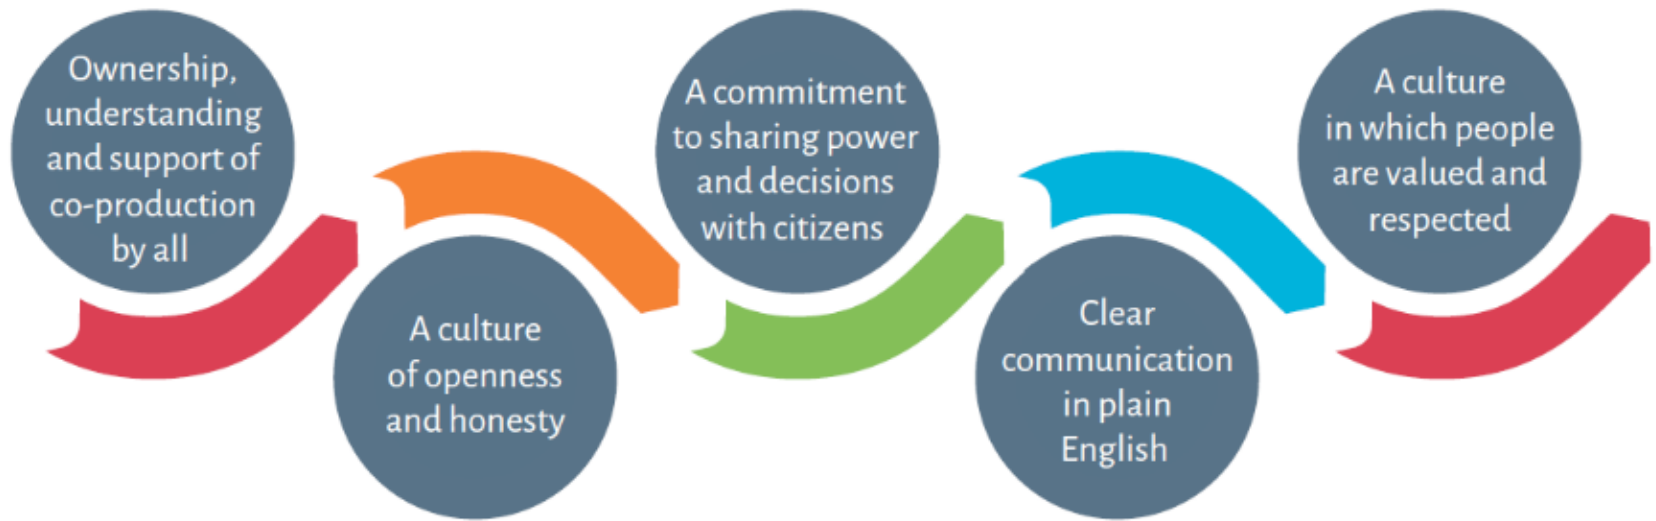 Ownership,
understanding
and support of
co-production
by all
A culture
of openness
and honesty
A commitment
to sharing power
and decisions
with citizens
Clear
communication
in plain
English
A culture
in which people
are valued and
respected